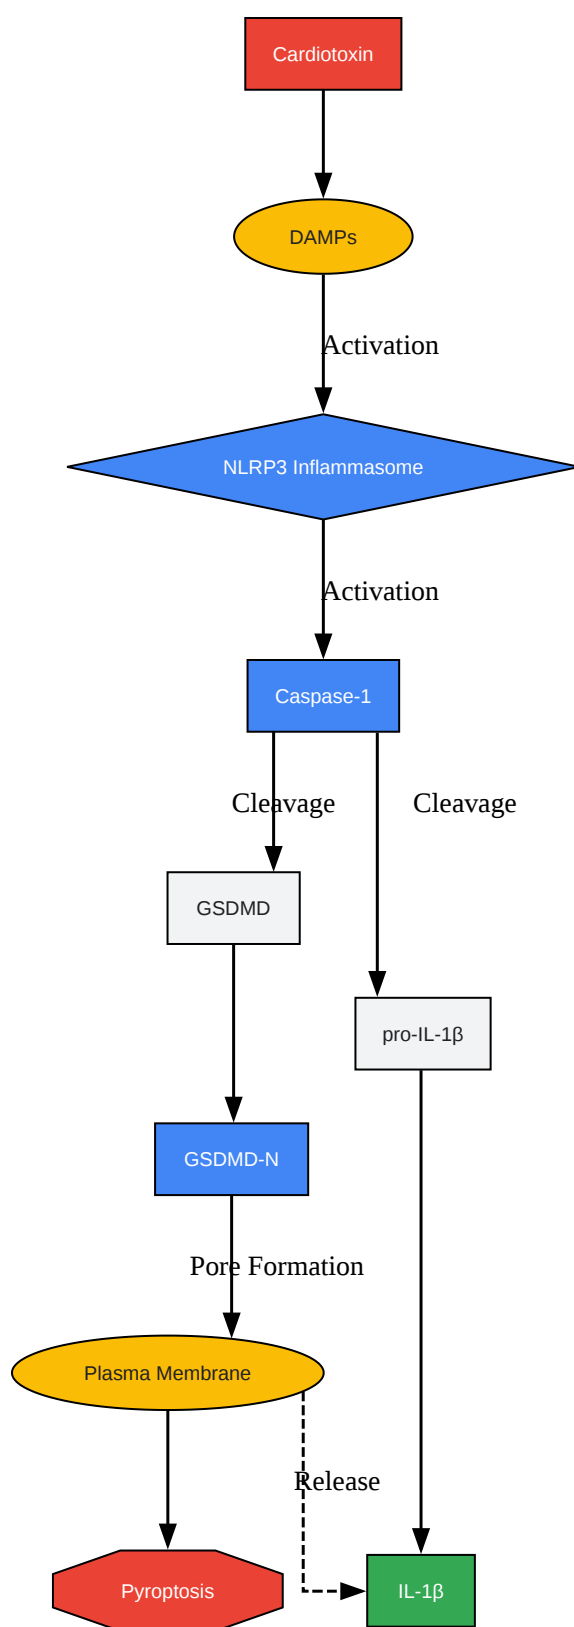 Cardiotoxin
DAMPs
Activation
NLRP3 Inflammasome
Activation
Caspase-1
Cleavage
Cleavage
GSDMD
pro-IL-1β
GSDMD-N
Pore Formation
Plasma Membrane
Release
Pyroptosis
IL-1β